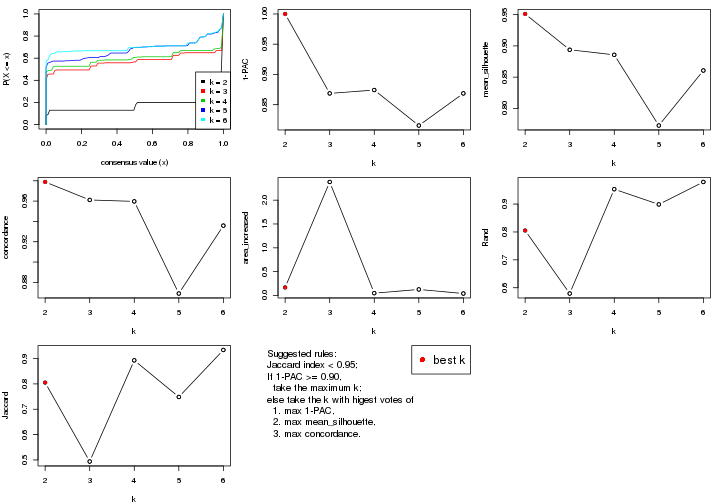 P(X <= x)
0.0 0.2 0.4 0.6 0.8 1.0
k = 2
k = 3
k = 4
k = 5
k = 6
0.0 0.2 0.4 0.6 0.8 1.0
consensus value (x)
1-PAC
0.85 0.90 0.95 1.00
2 3 4 5 6
k
mean_silhouette
0.80 0.85 0.90 0.95
2 3 4 5 6
k
concordance
0.88 0.92 0.96
2 3 4 5 6
k
area_increased
0.0 0.5 1.0 1.5 2.0
2 3 4 5 6
k
Rand
0.6 0.7 0.8 0.9
2 3 4 5 6
k
Jaccard
0.5 0.6 0.7 0.8 0.9
2 3 4 5 6
k
Suggested rules:
Jaccard index < 0.95;
If 1-PAC >= 0.90,
take the maximum k;
else take the k with higest votes of
1. max 1-PAC,
2. max mean_silhouette,
3. max concordance.
best k